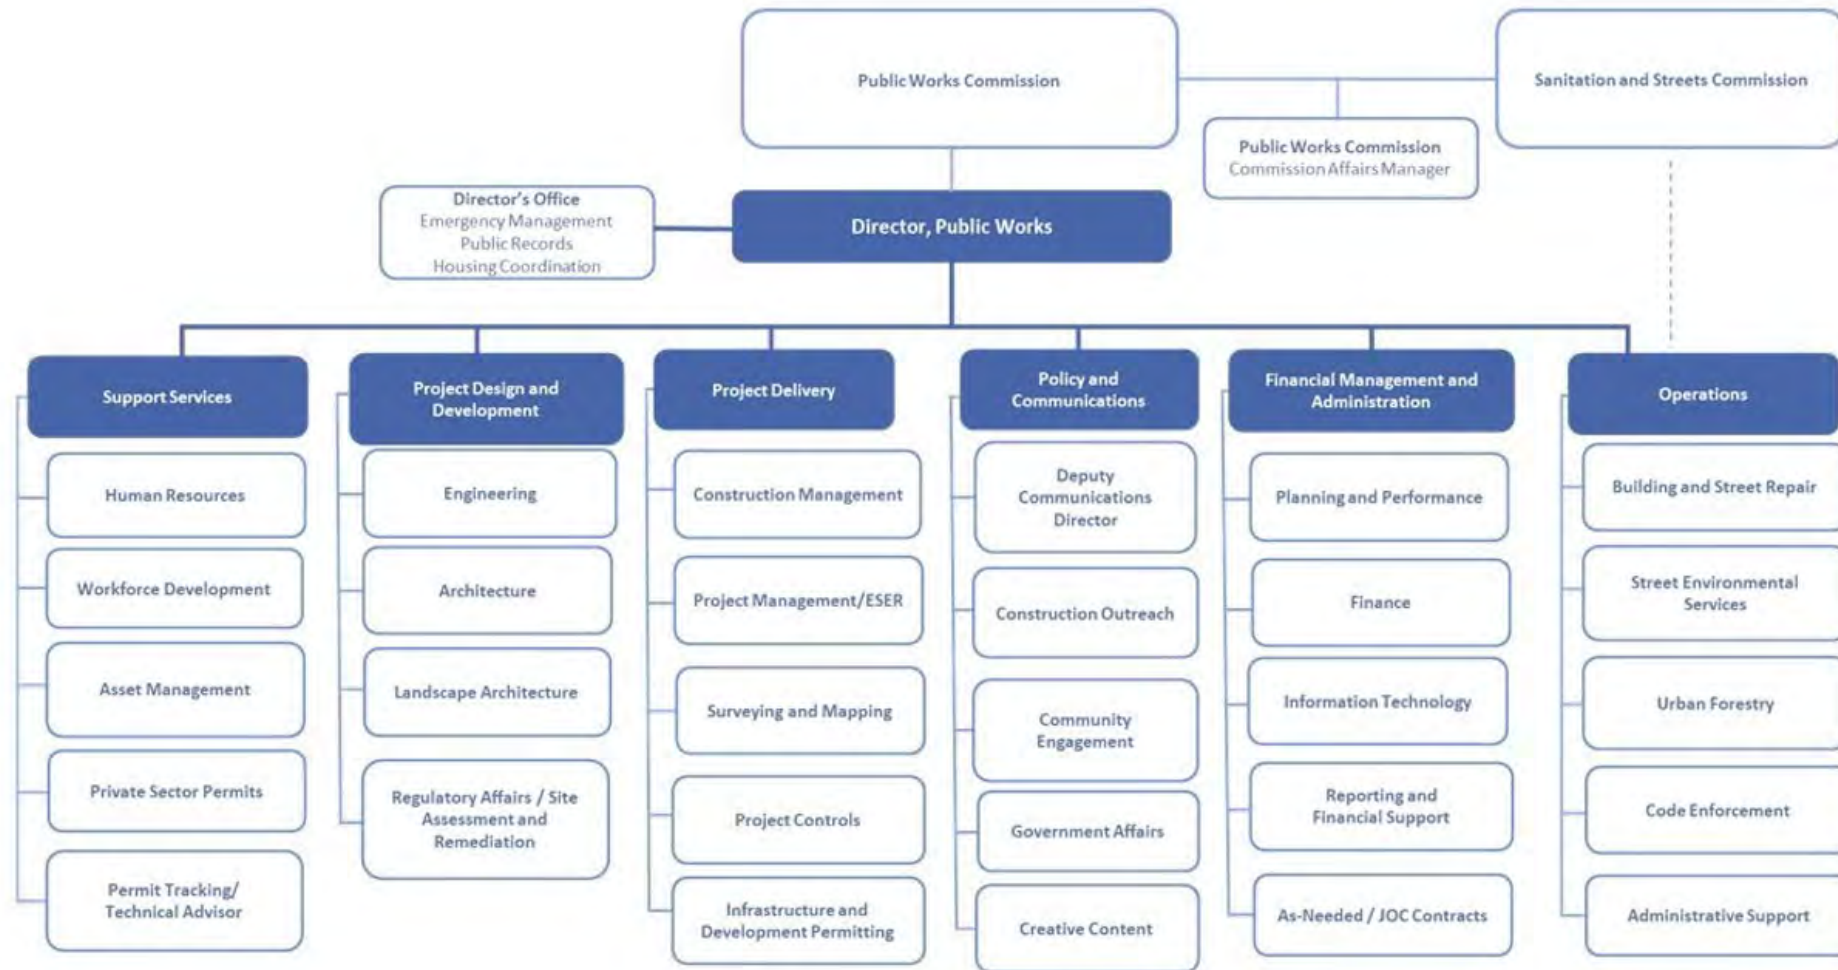 Public Works Commission
Sanitation and Streets Commission
Public Works Commission
Commission Affairs Manager
Director's Office
Emergency Management
Public Records
Housing Coordination
Director, Public Works
Support Services
Human Resources
Workforce Development
Asset Management
Private Sector Permits
Permit Tracking/
Technical Advisor
Project Design and
Development
Engineering
Architecture
Landscape Architecture
Regulatory Affairs / Site
Assessment and
Remediation
Project Delivery
Construction Management
Project Management/ESER
Surveying and Mapping
Project Controls
Infrastructure and
Development Permitting
Policy and
Communications
Deputy
Communications
Director
Construction Outreach
Community
Engagement
Government Affairs
Creative Content
Financial Management and
Administration
Planning and Performance
Finance
Information Technology
Reporting and
Financial Support
As-Needed / JOC Contracts
Operations
Building and Street Repair
Street Environmental
Services
Urban Forestry
Code Enforcement
Administrative Support